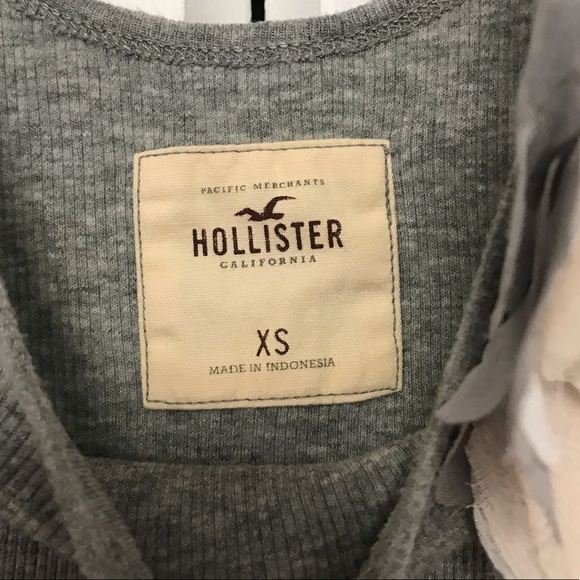 PACIFIC MERCHANTS
HOLLISTER
CALIFORNIA
XS
MADE IN INDONESIA